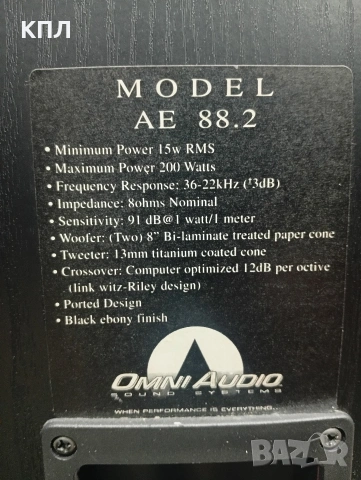 КПЛ
MODEL
AE 88.2
• Minimum Power 15w RMS
• Maximum Power 200 Watts
• Frequency Response: 36-22kHz (†3dB)
• Impedance: 8ohms Nominal
• Sensitivity: 91 dB@1 watt/1 meter
• Woofer: (Two) 8” Bi-laminate treated paper cone
• Tweeter: 13mm titanium coated cone
• Crossover: Computer optimized 12dB per octive
(link witz-Riley design)
• Ported Design
• Black ebony finish
OMNI AUDIO
SOUND SYSTEMS
WHEN PERFORMANCE IS EVERYTHING...
BAZAR
bg